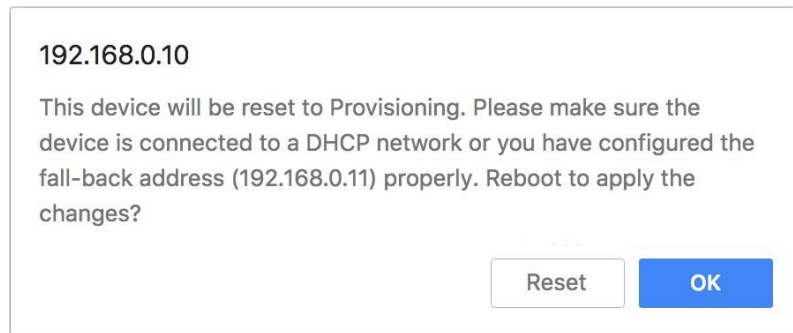 192.168.0.10
This device will be reset to Provisioning. Please make sure the
device is connected to a DHCP network or you have configured the
fall-back address (192.168.0.11) properly. Reboot to apply the
changes?
Reset OK